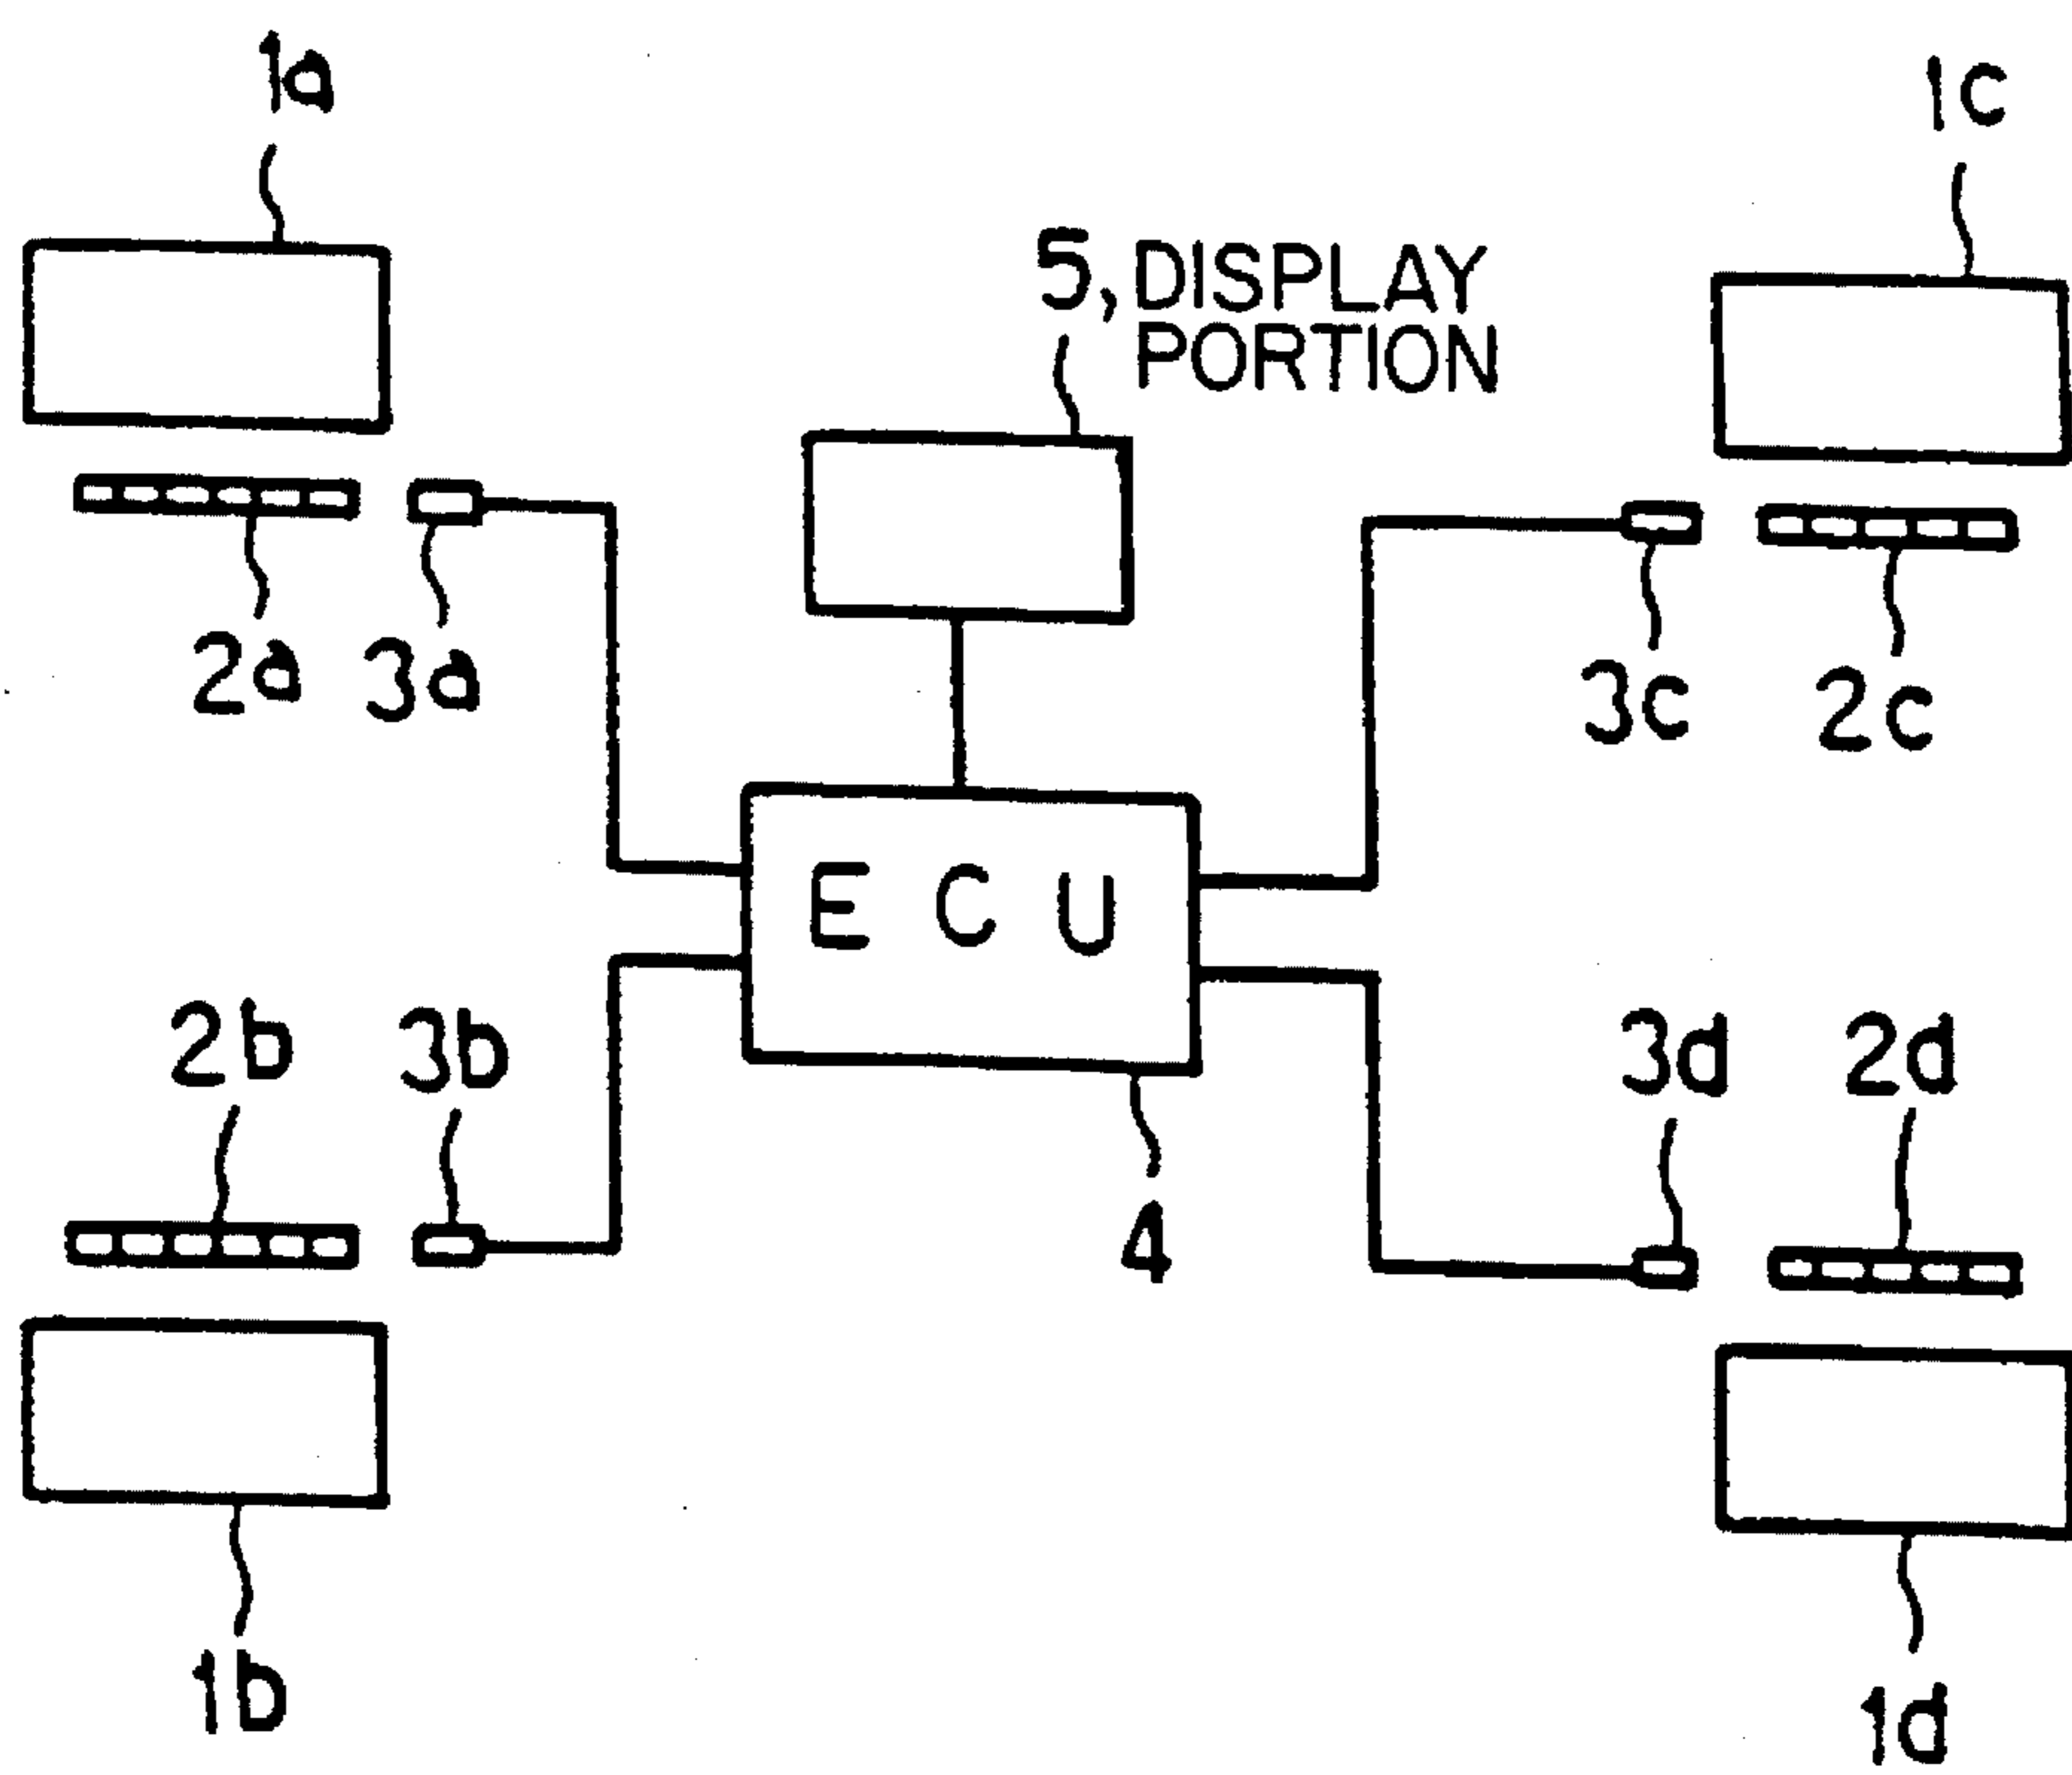 1a
1c
5, DISPLAY
PORTION
2a 3a
3c 2c
E C U
2b 3b
3d 2d
4
1b
1d